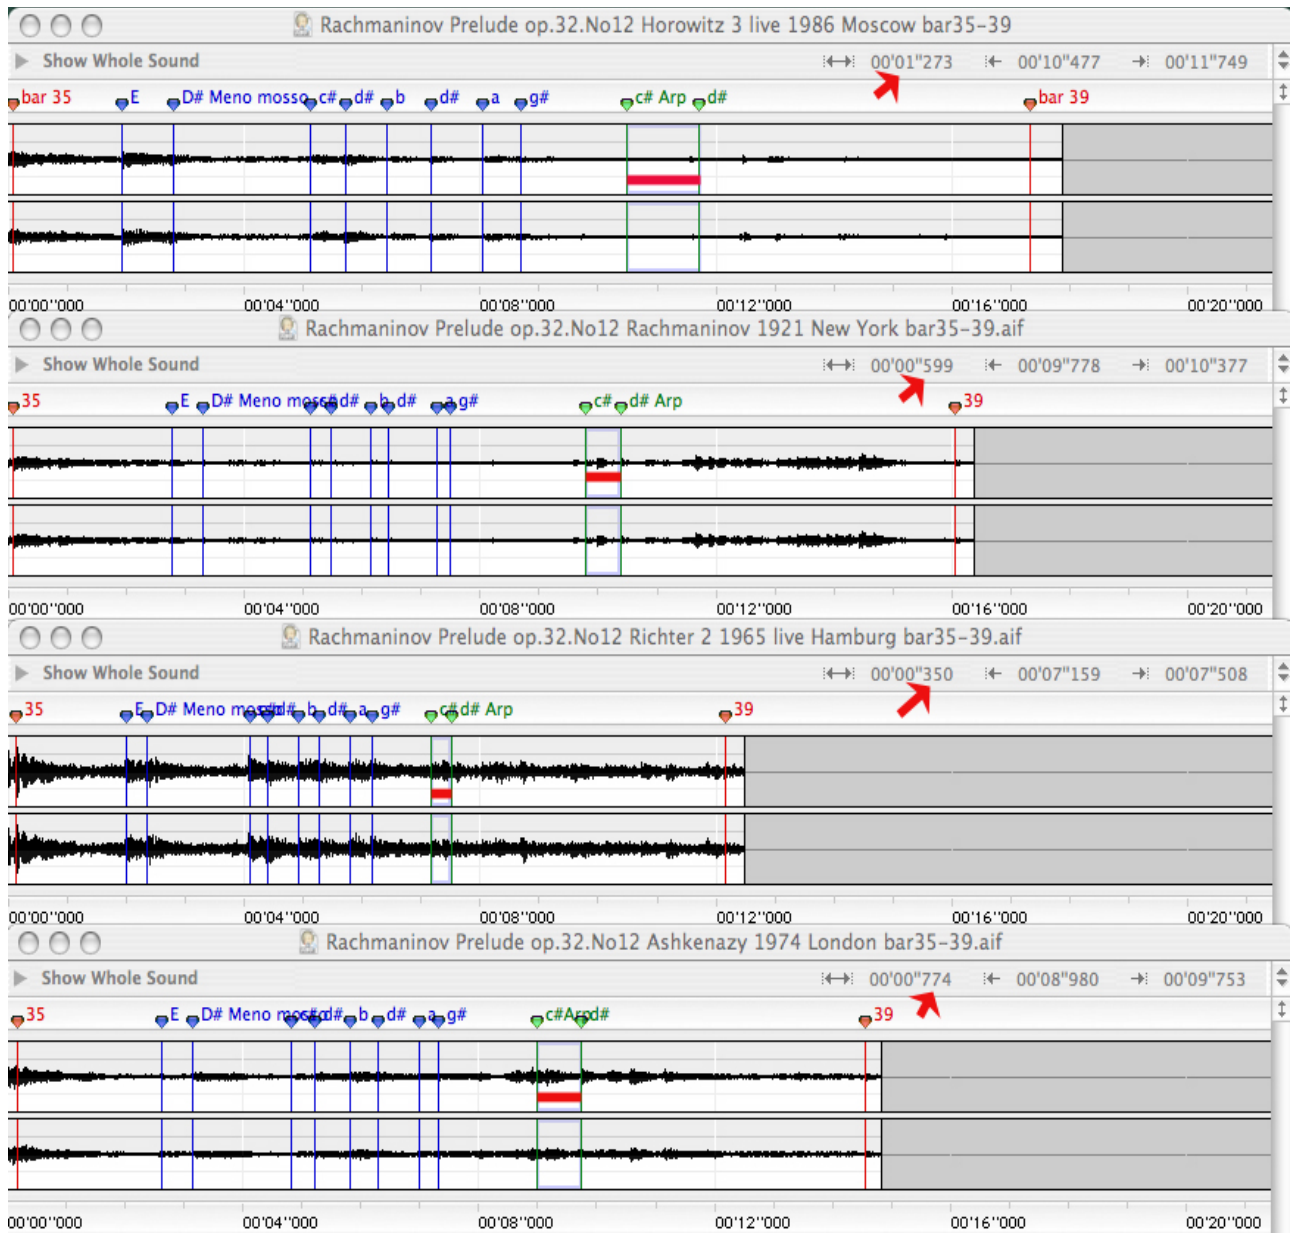 Rachmaninov Prelude op.32.No12 Horowitz 3 live 1986 Moscow bar35-39
Show Whole Sound 00'01"273 00'10"477 00'11"749
bar 35 E D# Meno mosso c# d# b d# a g# c# Arp d# bar 39
00'00"000 00'04"000 00'08"000 00'12"000 00'16"000 00'20"000
Rachmaninov Prelude op.32.No12 Rachmaninov 1921 New York bar35-39.aif
Show Whole Sound 00'00"599 00'09"778 00'10"377
35 E D# Meno mosso d# b d# a g# c# d# Arp 39
00'00"000 00'04"000 00'08"000 00'12"000 00'16"000 00'20"000
Rachmaninov Prelude op.32.No12 Richter 2 1965 live Hamburg bar35-39.aif
Show Whole Sound 00'00"350 00'07"159 00'07"508
35 E D# Meno mosso d# b d# a g# c# d# Arp 39
00'00"000 00'04"000 00'08"000 00'12"000 00'16"000 00'20"000
Rachmaninov Prelude op.32.No12 Ashkenazy 1974 London bar35-39.aif
Show Whole Sound 00'00"774 00'08"980 00'09"753
35 E D# Meno mosso c# d# b d# a g# c#Arp d# 39
00'00"000 00'04"000 00'08"000 00'12"000 00'16"000 00'20"000